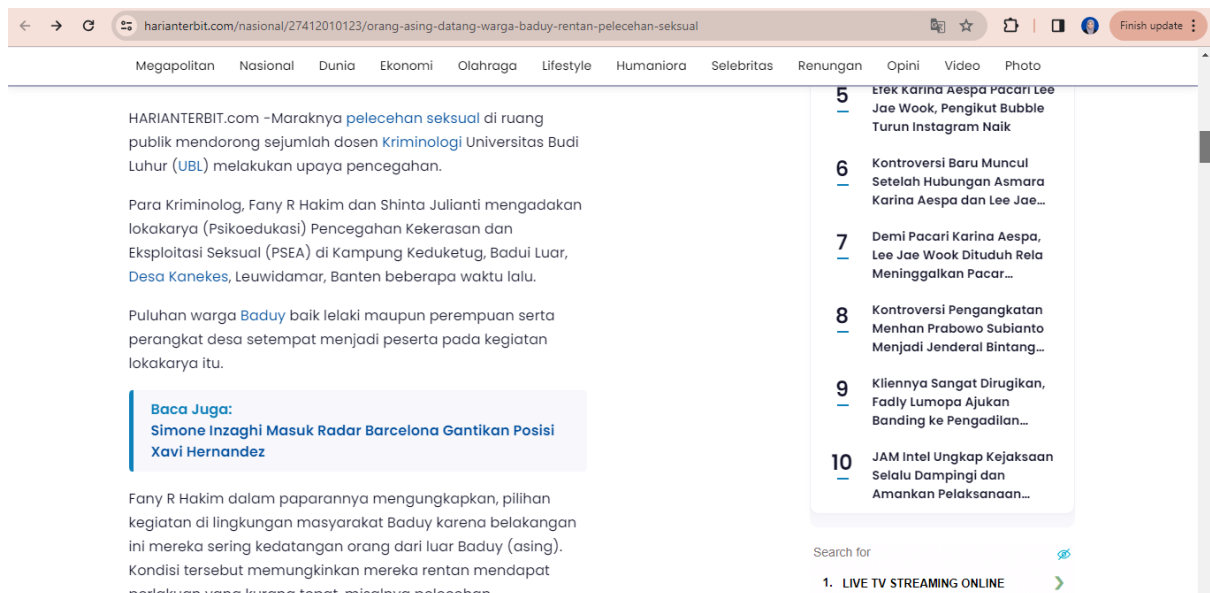 harianterbit.com/nasional/27412010123/orang-asing-datang-warga-baduy-rentan-pelecehan-seksual
Finish update
Megapolitan Nasional Dunia Ekonomi Olahraga Lifestyle Humaniora Selebritas Renungan Opini Video Photo
HARIANTERBIT.com -Maraknya pelecehan seksual di ruang
publik mendorong sejumlah dosen Kriminologi Universitas Budi
Luhur (UBL) melakukan upaya pencegahan.
Para Kriminolog, Fany R Hakim dan Shinta Julianti mengadakan
lokakarya (Psikoedukasi) Pencegahan Kekerasan dan
Eksploitasi Seksual (PSEA) di Kampung Keduketug, Badui Luar,
Desa Kanekes, Leuwidamar, Banten beberapa waktu lalu.
Puluhan warga Baduy baik lelaki maupun perempuan serta
perangkat desa setempat menjadi peserta pada kegiatan
lokakarya itu.
Baca Juga:
Simone Inzaghi Masuk Radar Barcelona Gantikan Posisi
Xavi Hernandez
Fany R Hakim dalam paparannya mengungkapkan, pilihan
kegiatan di lingkungan masyarakat Baduy karena belakangan
ini mereka sering kedatangan orang dari luar Baduy (asing).
Kondisi tersebut memungkinkan mereka rentan mendapat
perlakuan yang kurang tepat, misalnya pelecehan
5 Efek Karina Aespa Pacari Lee
Jae Wook, Pengikut Bubble
Turun Instagram Naik
6 Kontroversi Baru Muncul
Setelah Hubungan Asmara
Karina Aespa dan Lee Jae...
7 Demi Pacari Karina Aespa,
Lee Jae Wook Dituduh Rela
Meninggalkan Pacar...
8 Kontroversi Pengangkatan
Menhan Prabowo Subianto
Menjadi Jenderal Bintang...
9 Kliennya Sangat Dirugikan,
Fadly Lumopa Ajukan
Banding ke Pengadilan...
10 JAM Intel Ungkap Kejaksaan
Selalu Dampingi dan
Amankan Pelaksanaan...
Search for
1. LIVE TV STREAMING ONLINE